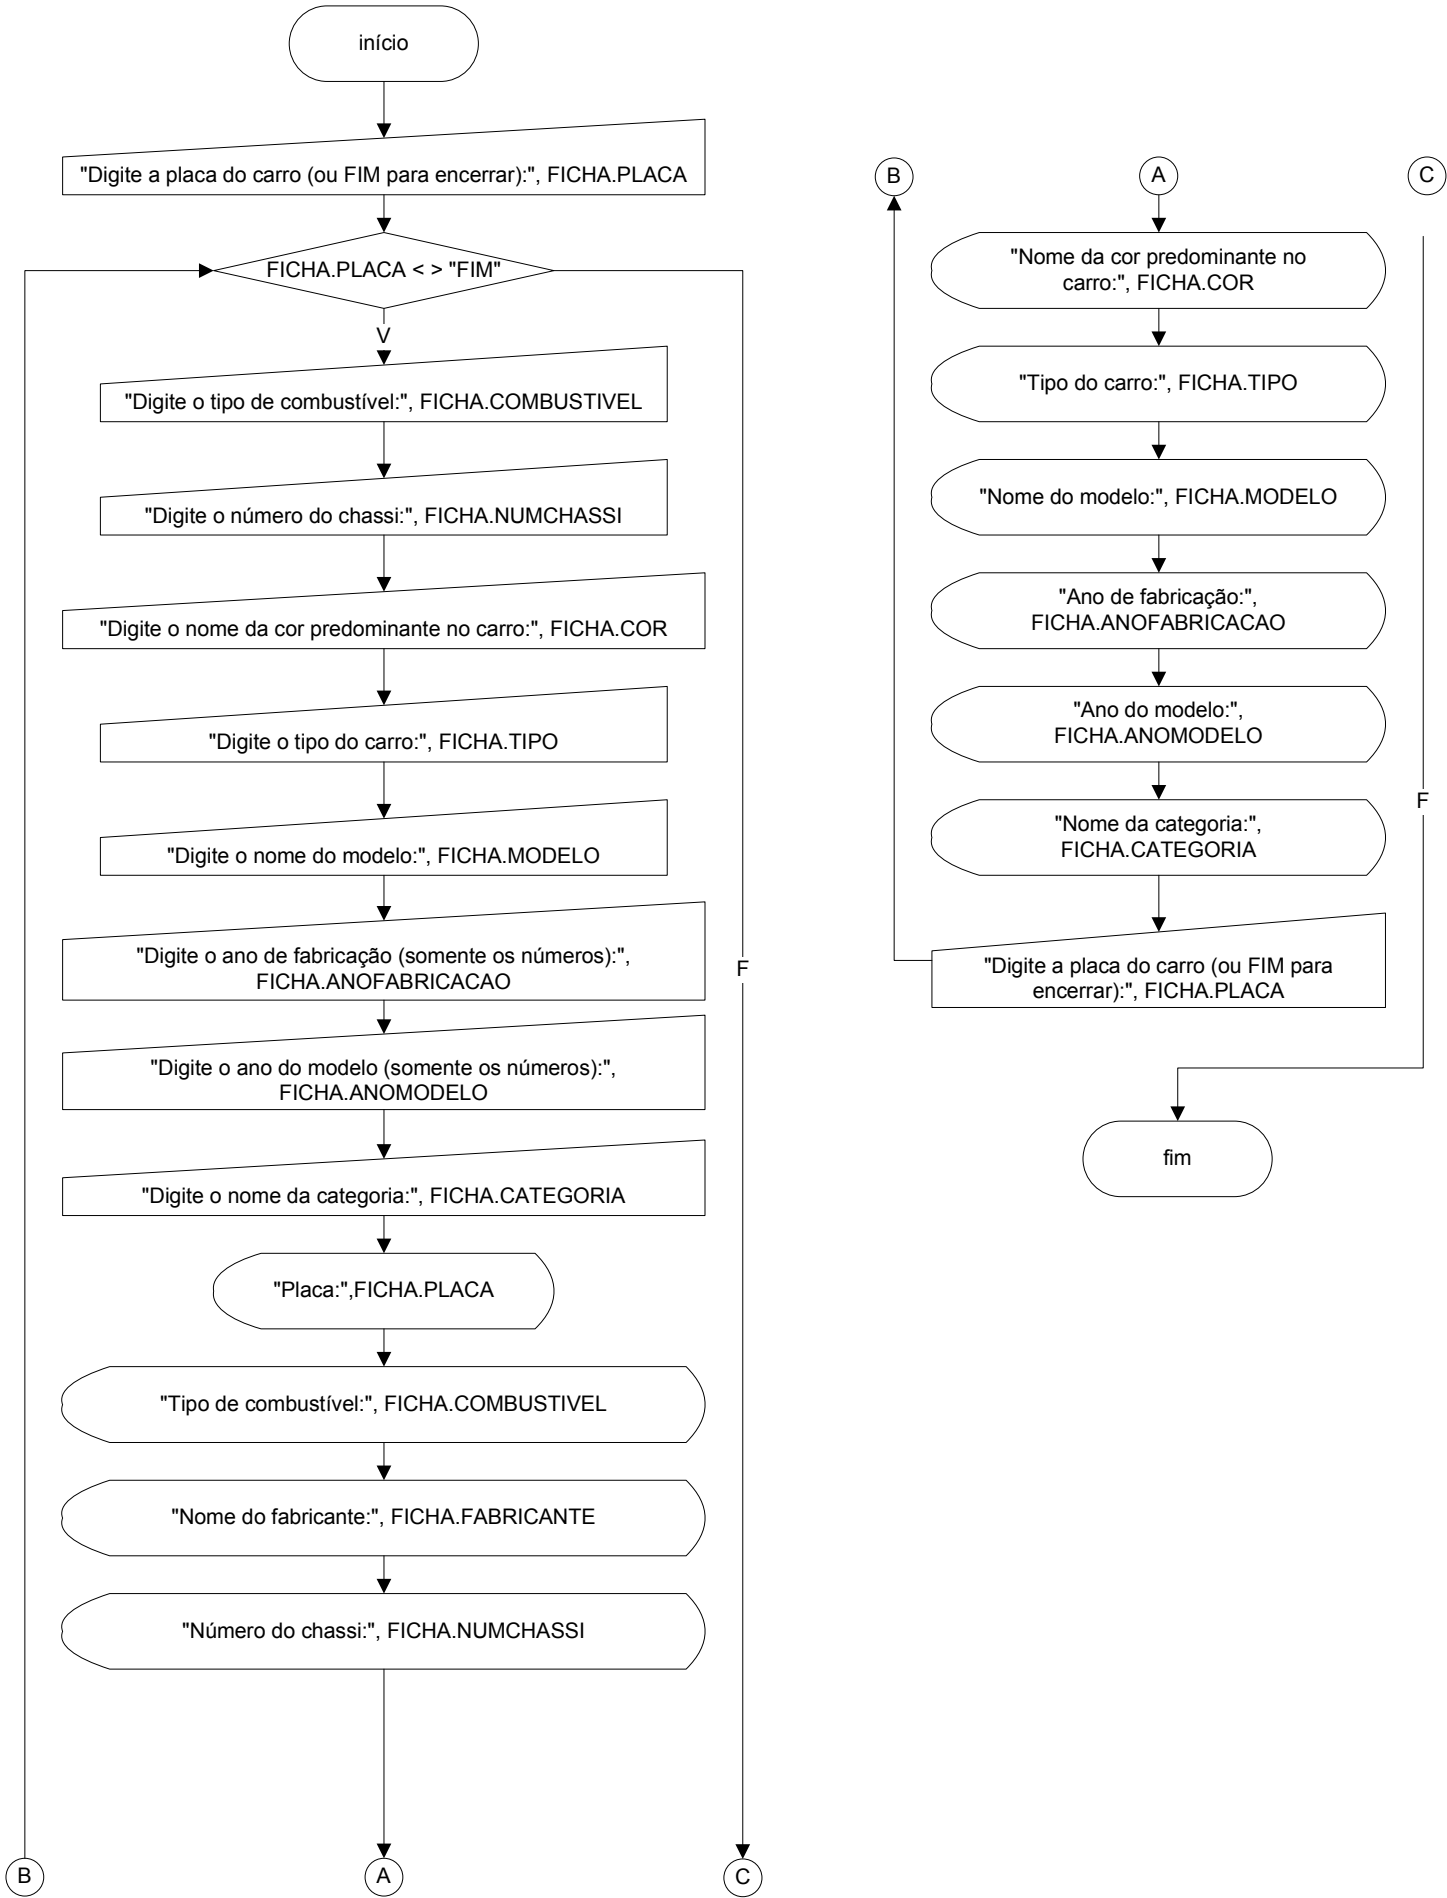 início
"Digite a placa do carro (ou FIM para encerrar):", FICHA.PLACA
FICHA.PLACA < > "FIM"
V
"Digite o tipo de combustível:", FICHA.COMBUSTIVEL
"Digite o número do chassi:", FICHA.NUMCHASSI
"Digite o nome da cor predominante no carro:", FICHA.COR
"Digite o tipo do carro:", FICHA.TIPO
"Digite o nome do modelo:", FICHA.MODELO
"Digite o ano de fabricação (somente os números):",
FICHA.ANOFABRICACAO
F
"Digite o ano do modelo (somente os números):",
FICHA.ANOMODELO
"Digite o nome da categoria:", FICHA.CATEGORIA
"Placa:",FICHA.PLACA
"Tipo de combustível:", FICHA.COMBUSTIVEL
"Nome do fabricante:", FICHA.FABRICANTE
"Número do chassi:", FICHA.NUMCHASSI
B
A
C
B
A
C
"Nome da cor predominante no
carro:", FICHA.COR
"Tipo do carro:", FICHA.TIPO
"Nome do modelo:", FICHA.MODELO
"Ano de fabricação:",
FICHA.ANOFABRICACAO
"Ano do modelo:",
FICHA.ANOMODELO
F
"Nome da categoria:",
FICHA.CATEGORIA
"Digite a placa do carro (ou FIM para
encerrar):", FICHA.PLACA
fim